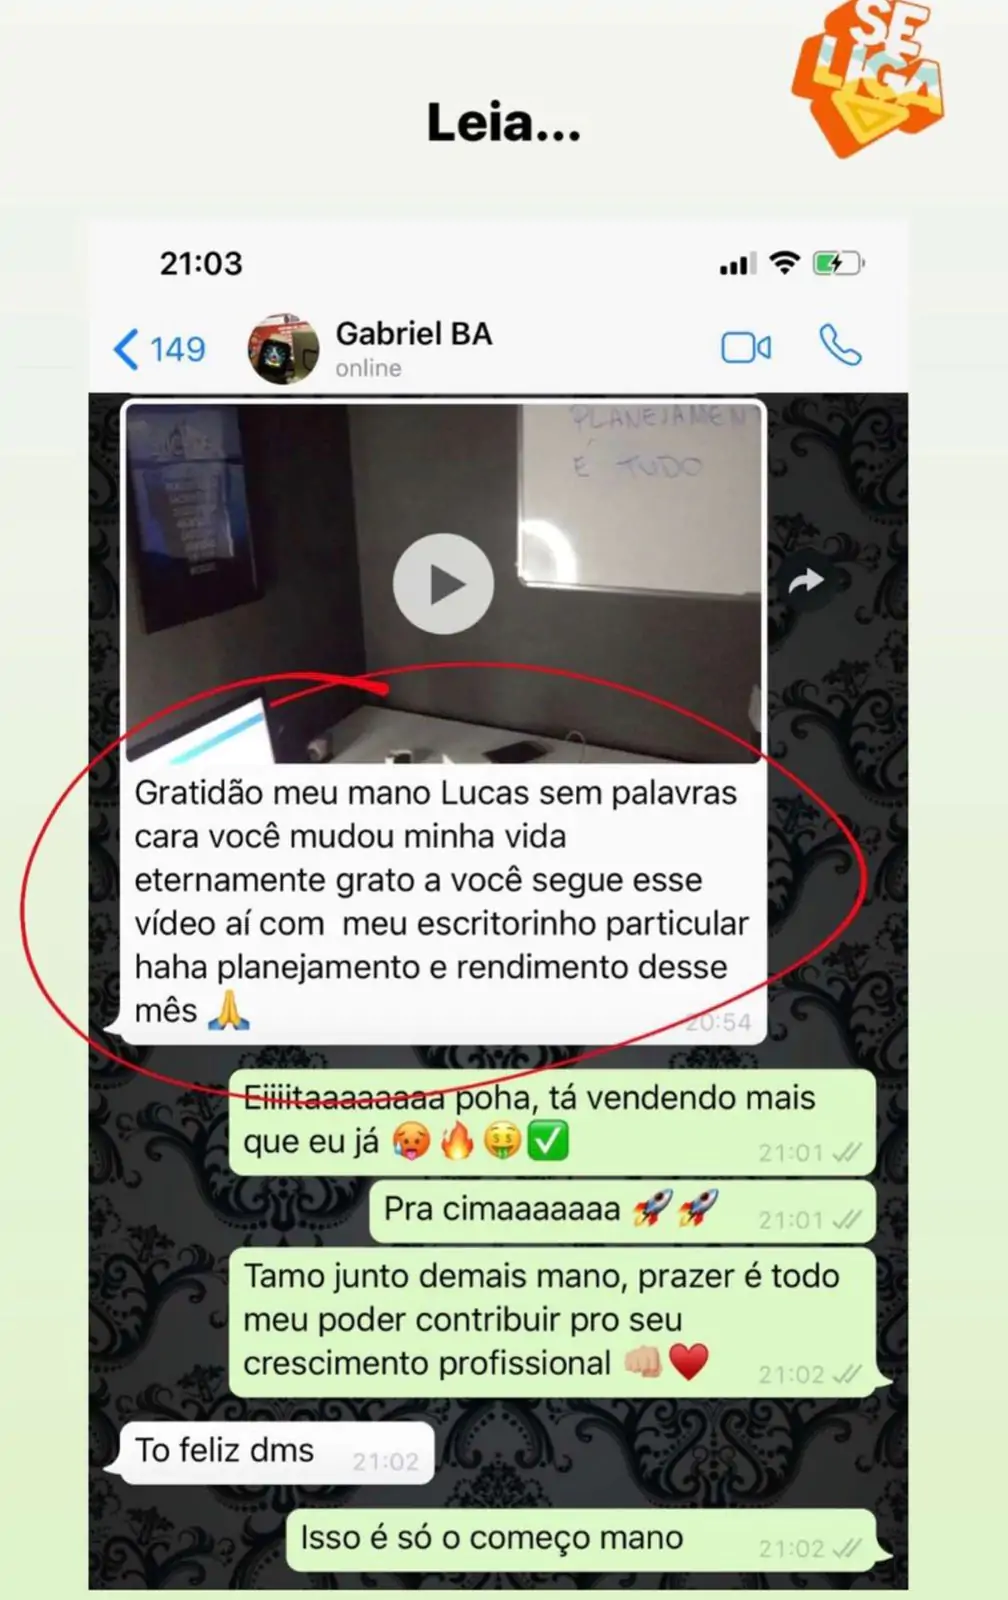 SE
LIGA
Leia...
21:03
149
Gabriel BA
online
PLANEJAMEN
É TUDO
Gratidão meu mano Lucas sem palavras
cara você mudou minha vida
eternamente grato a você segue esse
vídeo aí com  meu escritorinho particular
haha planejamento e rendimento desse
mês 🙏
20:54
Eiiiitaaaaaaaa poha, tá vendendo mais
que eu já 🥵🔥🤑✅
21:01
Pra cimaaaaaaa 🚀🚀
21:01
Tamo junto demais mano, prazer é todo
meu poder contribuir pro seu
crescimento profissional 👊🏼♥️
21:02
To feliz dms
21:02
Isso é só o começo mano
21:02